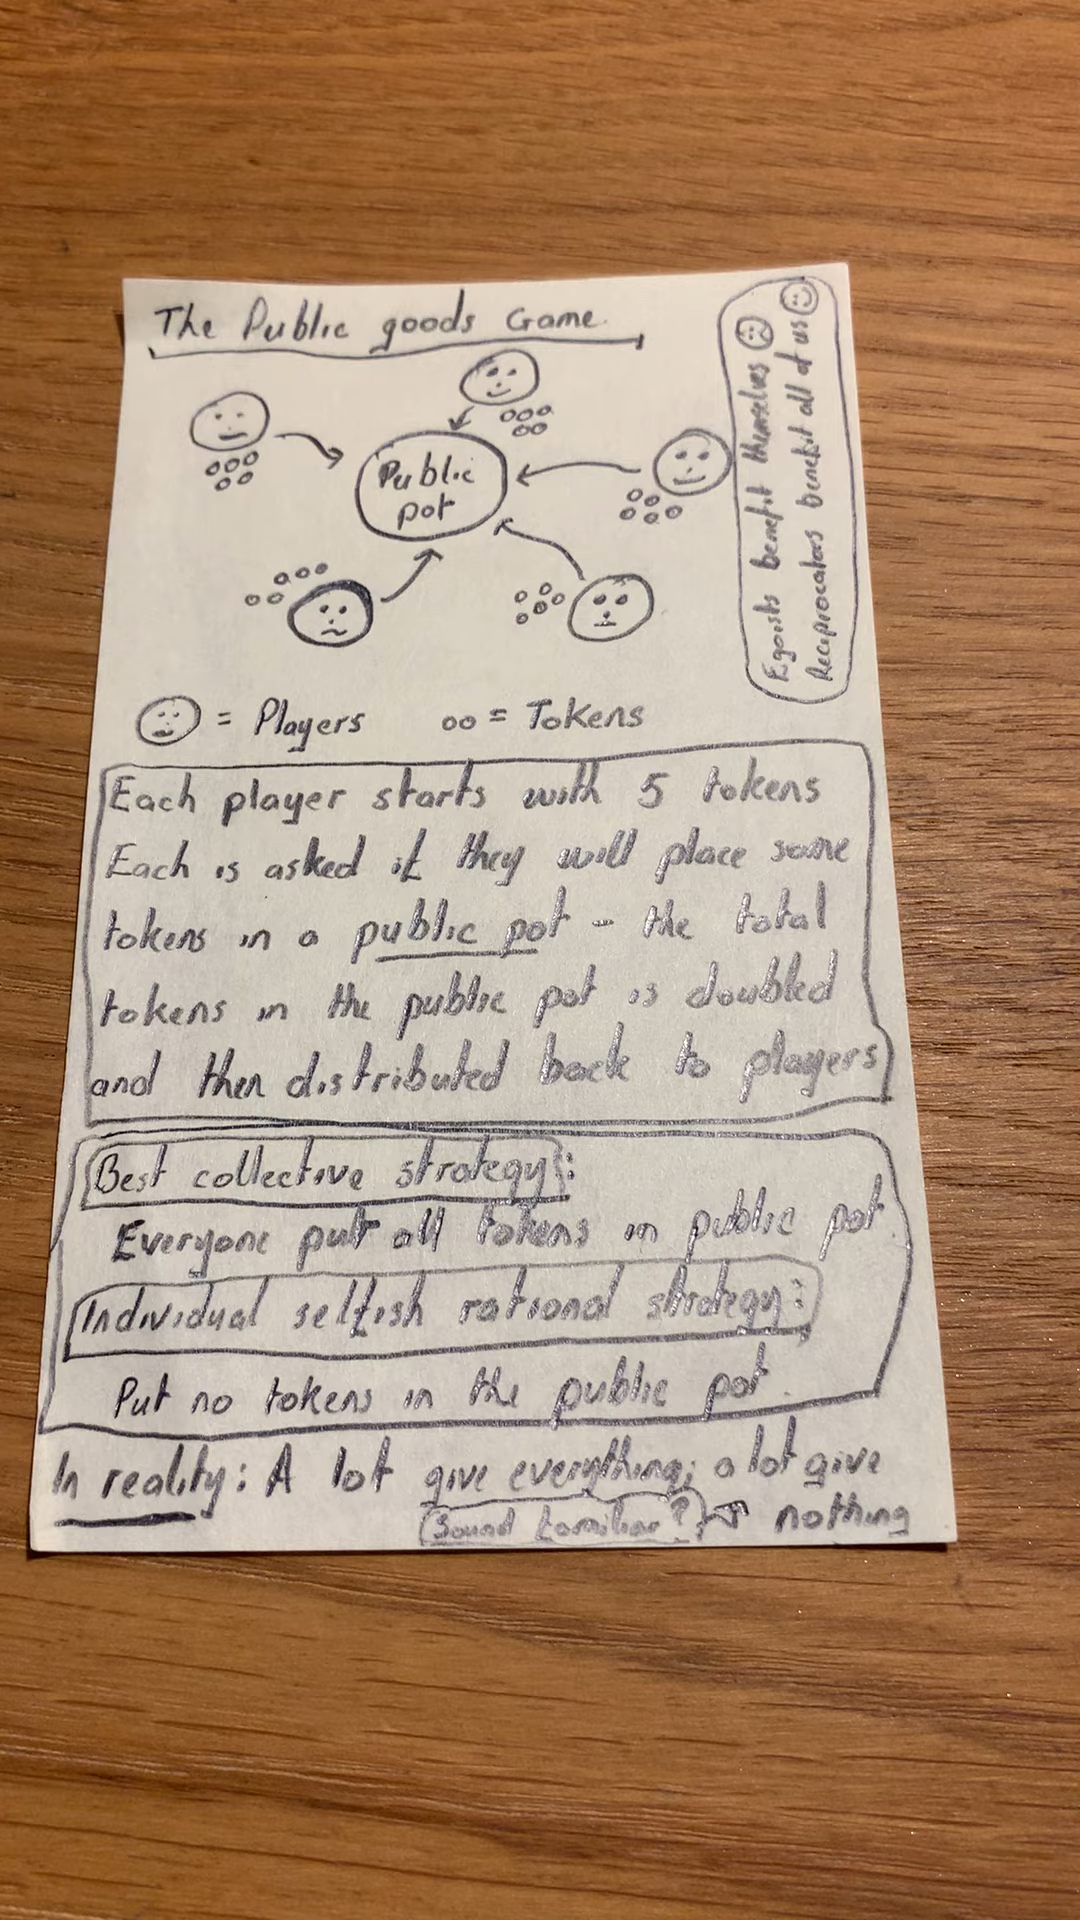 The Public goods Game
Public
pot
Egoists benefit themselves
Reciprocators benefit all of us
= Players
= Tokens
Each player starts with 5 tokens
Each is asked if they will place some
tokens in a public pot - the total
tokens in the public pot is doubled
and then distributed back to players
Best collective strategy:
Everyone put all tokens in public pot
Individual selfish rational strategy:
Put no tokens in the public pot.
In reality: A lot give everything; a lot give
nothing
Sound familiar?